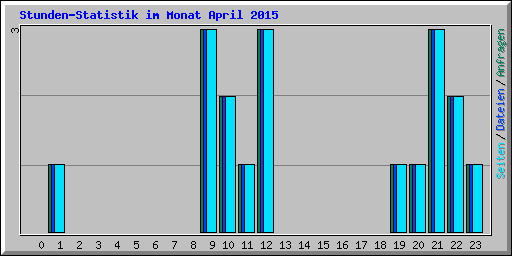 Stunden-Statistik im Monat April 2015
3
Seiten / Dateien / Anfragen
0 1 2 3 4 5 6 7 8 9 10 11 12 13 14 15 16 17 18 19 20 21 22 23